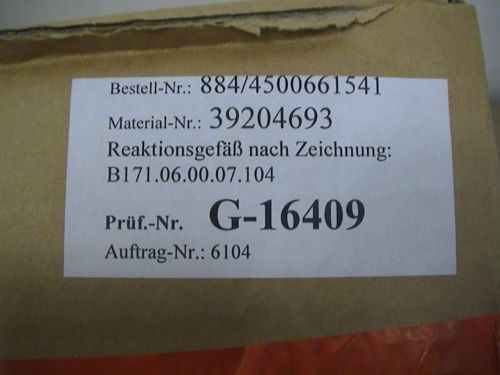 Bestell-Nr.: 884/4500661541
Material-Nr.: 39204693
Reaktionsgefäß nach Zeichnung:
B171.06.00.07.104
Prüf.-Nr. G-16409
Auftrag-Nr.: 6104